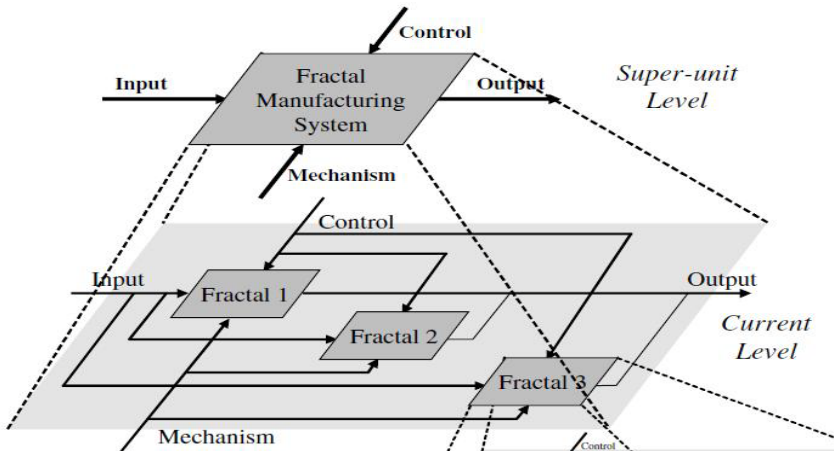 Control
Input
Fractal
Manufacturing
System
Output
Super-unit
Level
Mechanism
Control
Input
Fractal 1
Output
Fractal 2
Current
Level
Fractal 3
Mechanism
Control